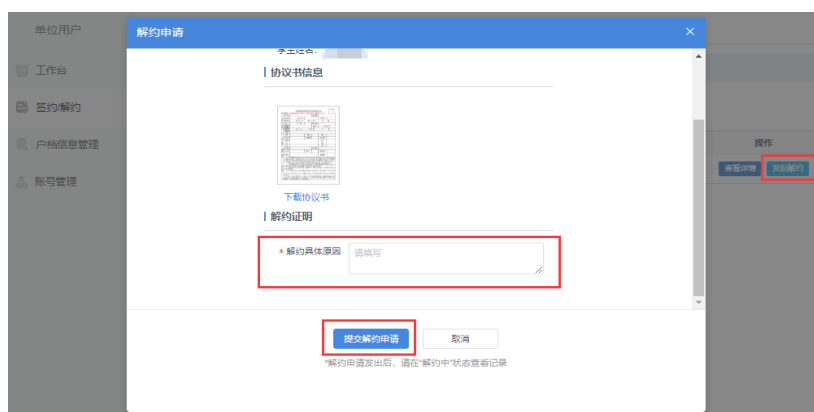 单位用户
工作台
签约/解约
户档信息管理
账号管理
解约申请
×
学生姓名：
协议书信息
下载协议书
解约证明
* 解约具体原因
请填写
提交解约申请
取消
*解约申请发出后，请在"解约中"状态查看记录
操作
查看详情
发起解约